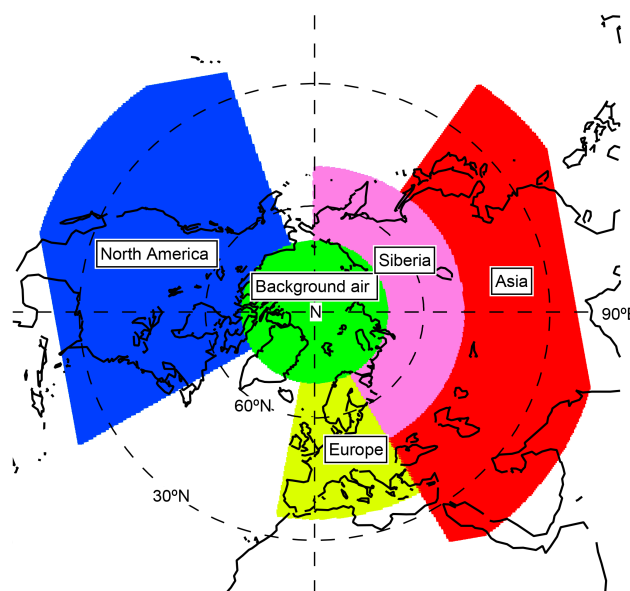 North America
Siberia
Background air
Asia
N
90ºE
60ºN
Europe
30ºN